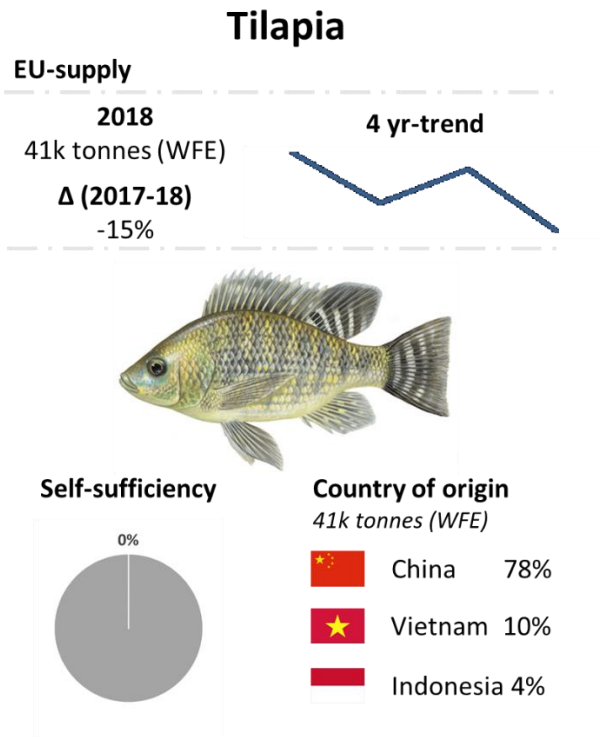 Tilapia
EU-supply
2018
41k tonnes (WFE)
Δ (2017-18)
-15%
4 yr-trend
Self-sufficiency
0%
Country of origin
41k tonnes (WFE)
China 78%
Vietnam 10%
Indonesia 4%